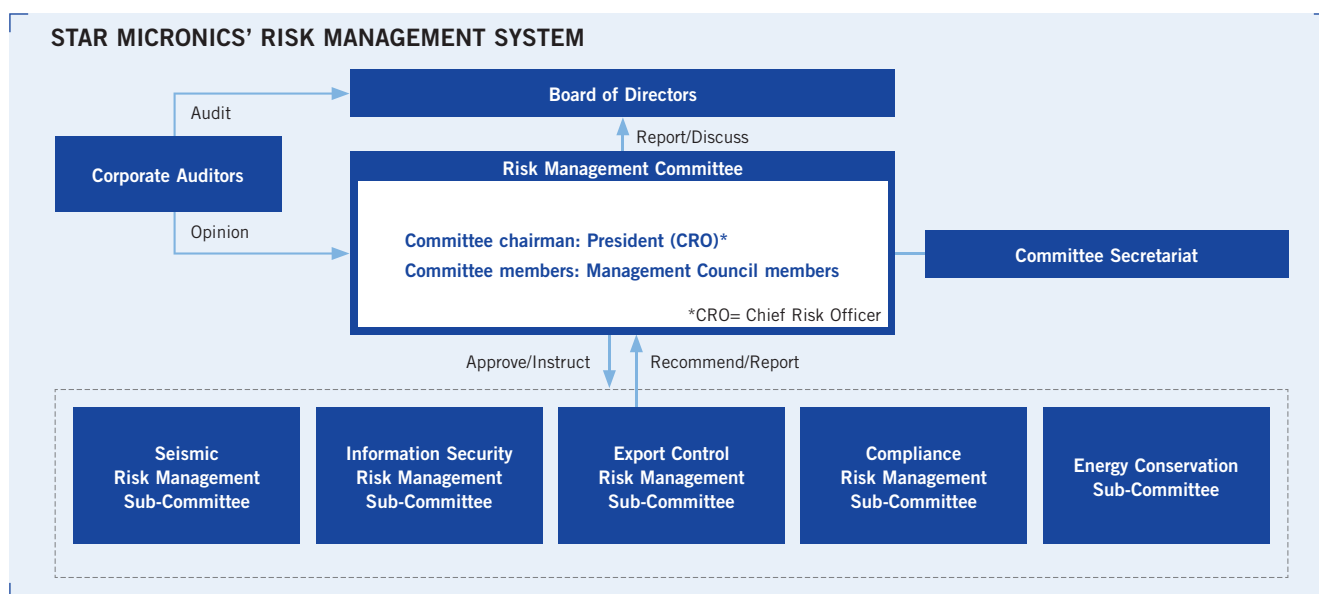 STAR MICRONICS' RISK MANAGEMENT SYSTEM
Board of Directors
Audit
Report/Discuss
Corporate Auditors
Risk Management Committee
Opinion
Committee chairman: President (CRO)*
Committee members: Management Council members
*CRO= Chief Risk Officer
Committee Secretariat
Approve/Instruct
Recommend/Report
Seismic
Risk Management
Sub-Committee
Information Security
Risk Management
Sub-Committee
Export Control
Risk Management
Sub-Committee
Compliance
Risk Management
Sub-Committee
Energy Conservation
Sub-Committee